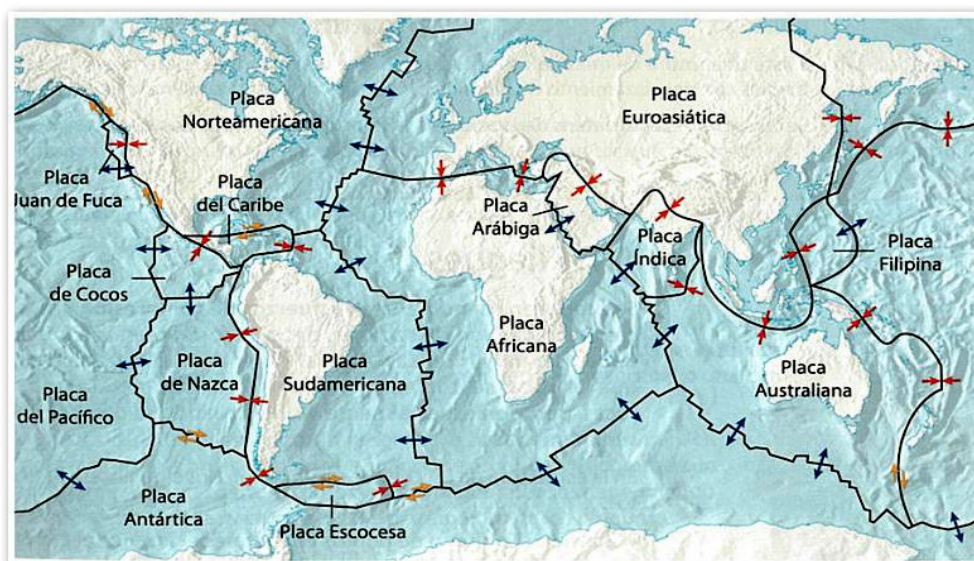 Placa
Norteamericana
Placa
Euroasiática
Placa
Juan de Fuca
Placa
del Caribe
Placa
Arábiga
Placa
Índica
Placa
Filipina
Placa
de Cocos
Placa
Africana
Placa
de Nazca
Placa
Sudamericana
Placa
Australiana
Placa
del Pacífico
Placa
Antártica
Placa Escocesa